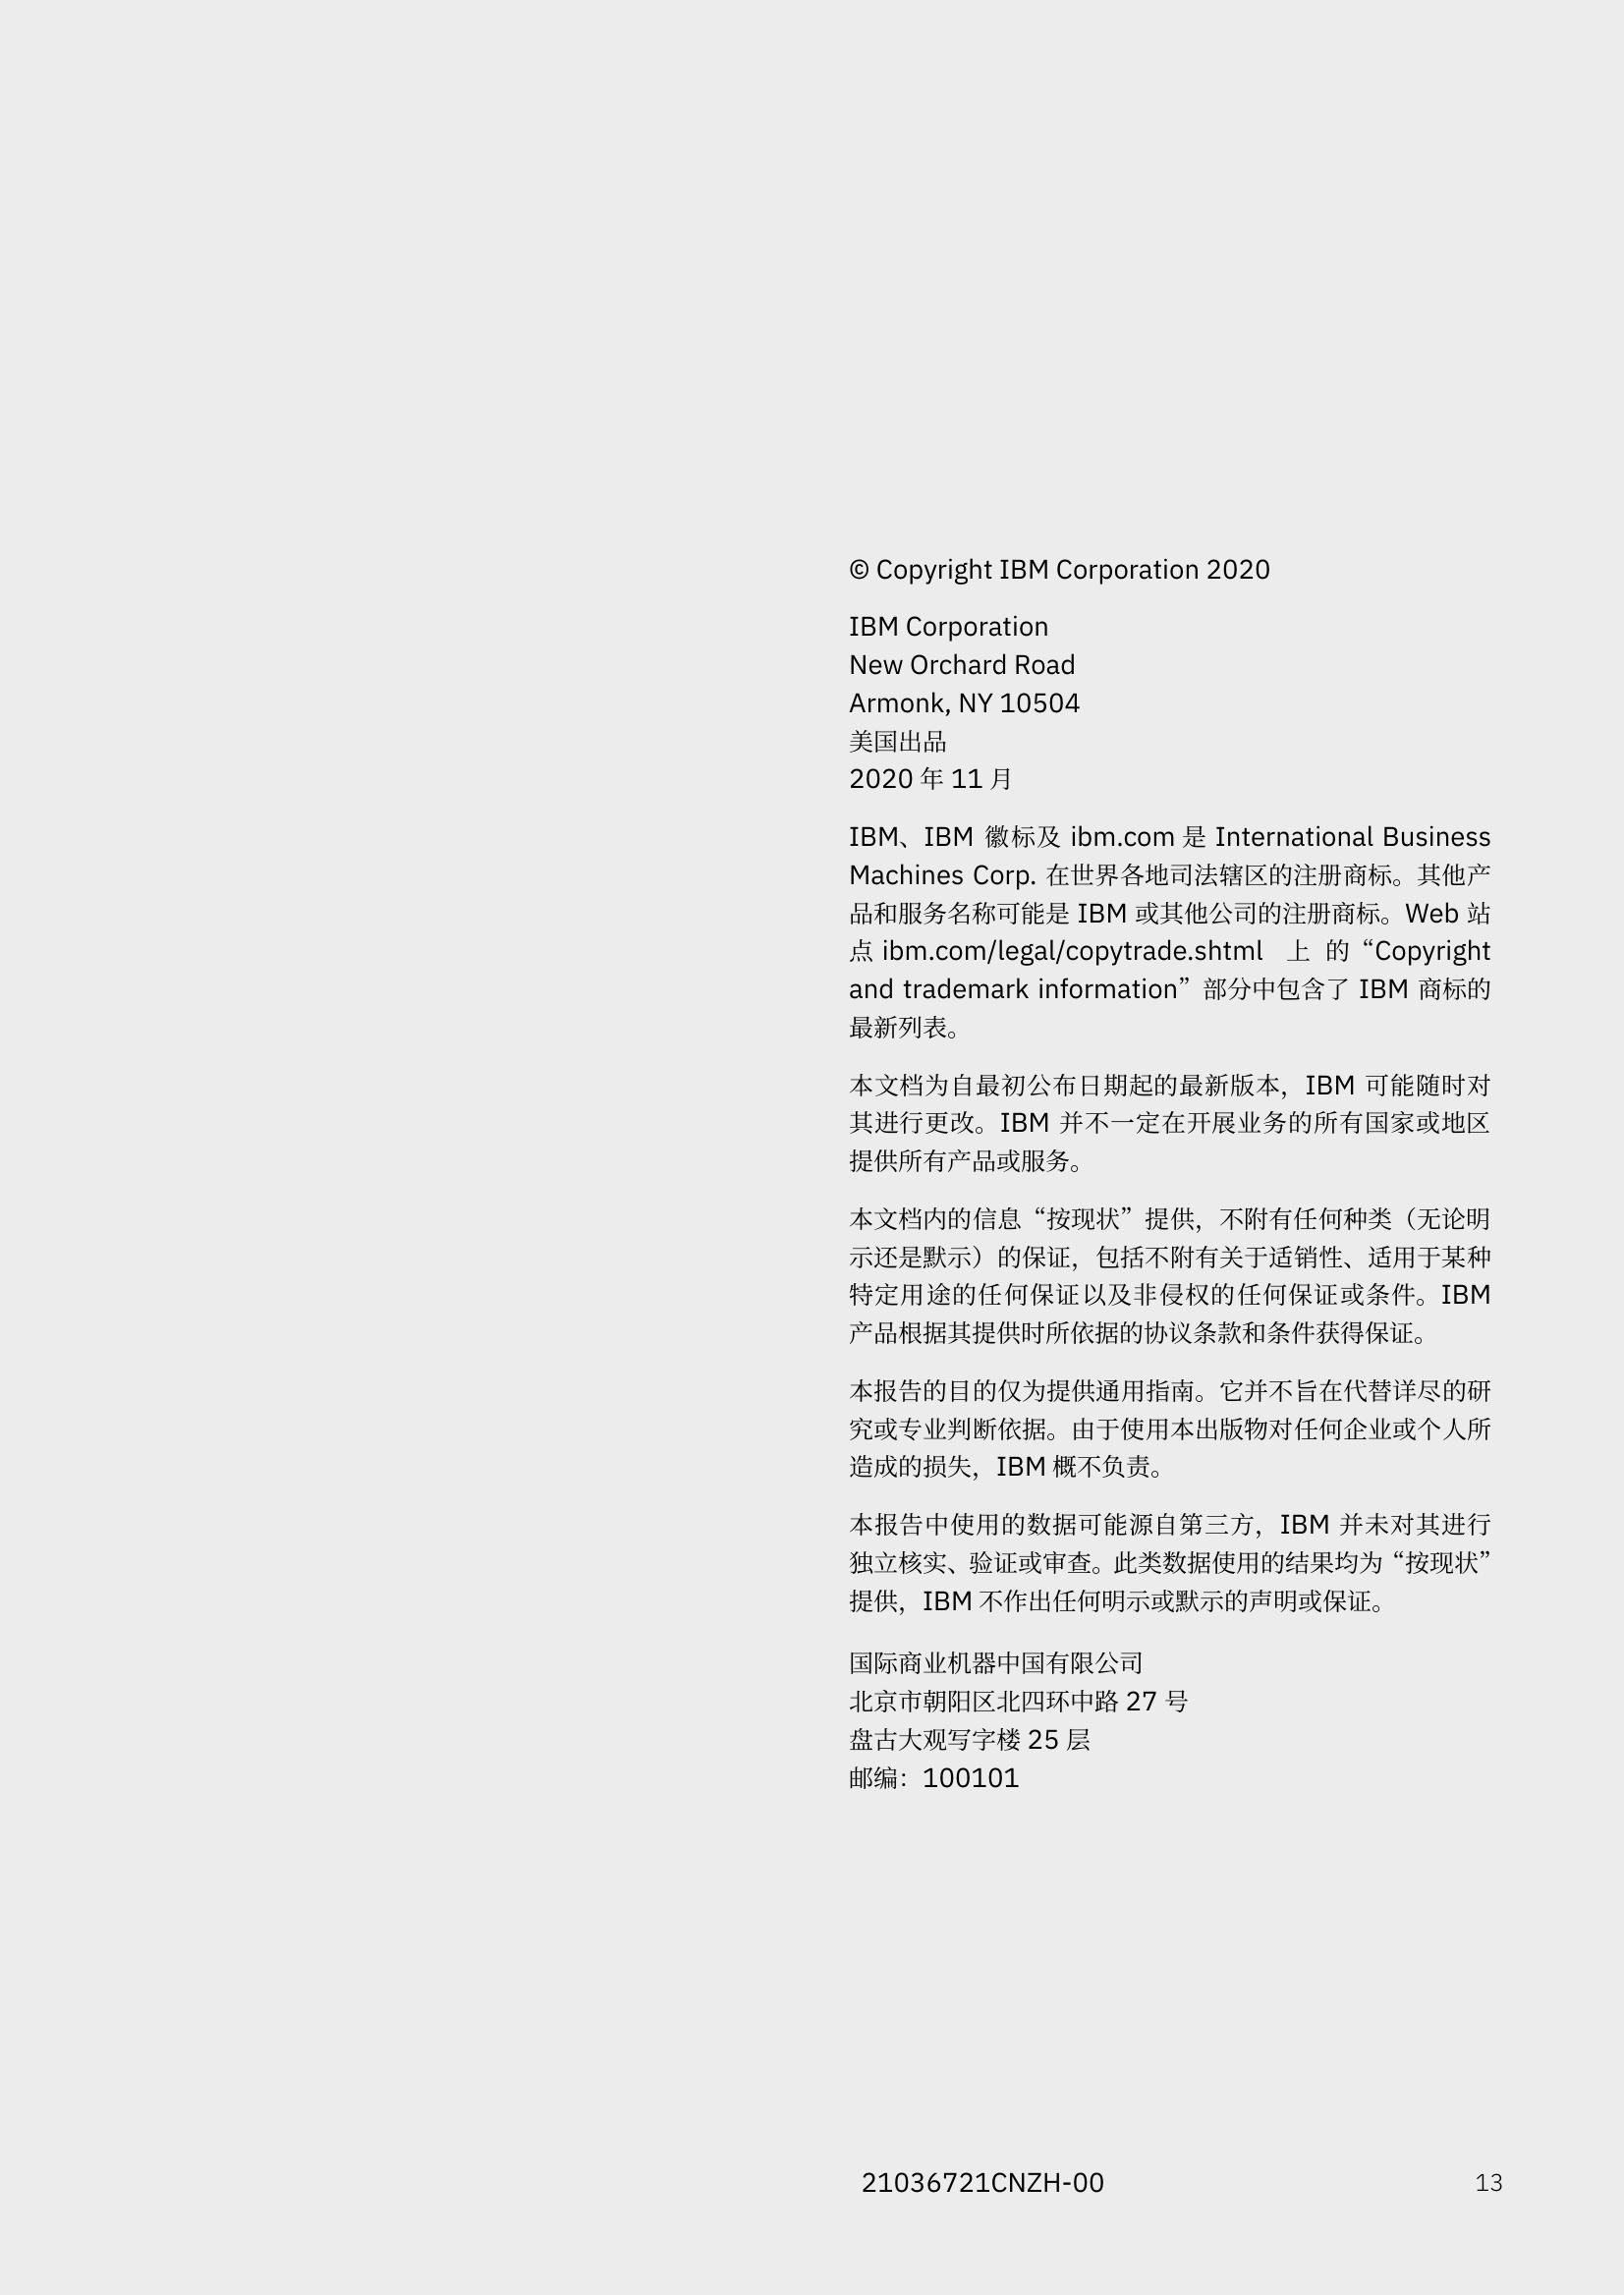 © Copyright IBM Corporation 2020
IBM Corporation
New Orchard Road
Armonk, NY 10504
美国出品
2020 年 11 月
IBM、IBM 徽标及 ibm.com 是 International Business
Machines Corp. 在世界各地司法辖区的注册商标。其他产
品和服务名称可能是 IBM 或其他公司的注册商标。Web 站
点 ibm.com/legal/copytrade.shtml 上 的 “Copyright
and trademark information” 部分中包含了 IBM 商标的
最新列表。
本文档为自最初公布日期起的最新版本，IBM 可能随时对
其进行更改。IBM 并不一定在开展业务的所有国家或地区
提供所有产品或服务。
本文档内的信息 “按现状” 提供，不附有任何种类（无论明
示还是默示）的保证，包括不附有关于适销性、适用于某种
特定用途的任何保证以及非侵权的任何保证或条件。IBM
产品根据其提供时所依据的协议条款和条件获得保证。
本报告的目的仅为提供通用指南。它并不旨在代替详尽的研
究或专业判断依据。由于使用本出版物对任何企业或个人所
造成的损失，IBM 概不负责。
本报告中使用的数据可能源自第三方，IBM 并未对其进行
独立核实、验证或审查。此类数据使用的结果均为 “按现状”
提供，IBM 不作出任何明示或默示的声明或保证。
国际商业机器中国有限公司
北京市朝阳区北四环中路 27 号
盘古大观写字楼 25 层
邮编：100101
21036721CNZH-00
13